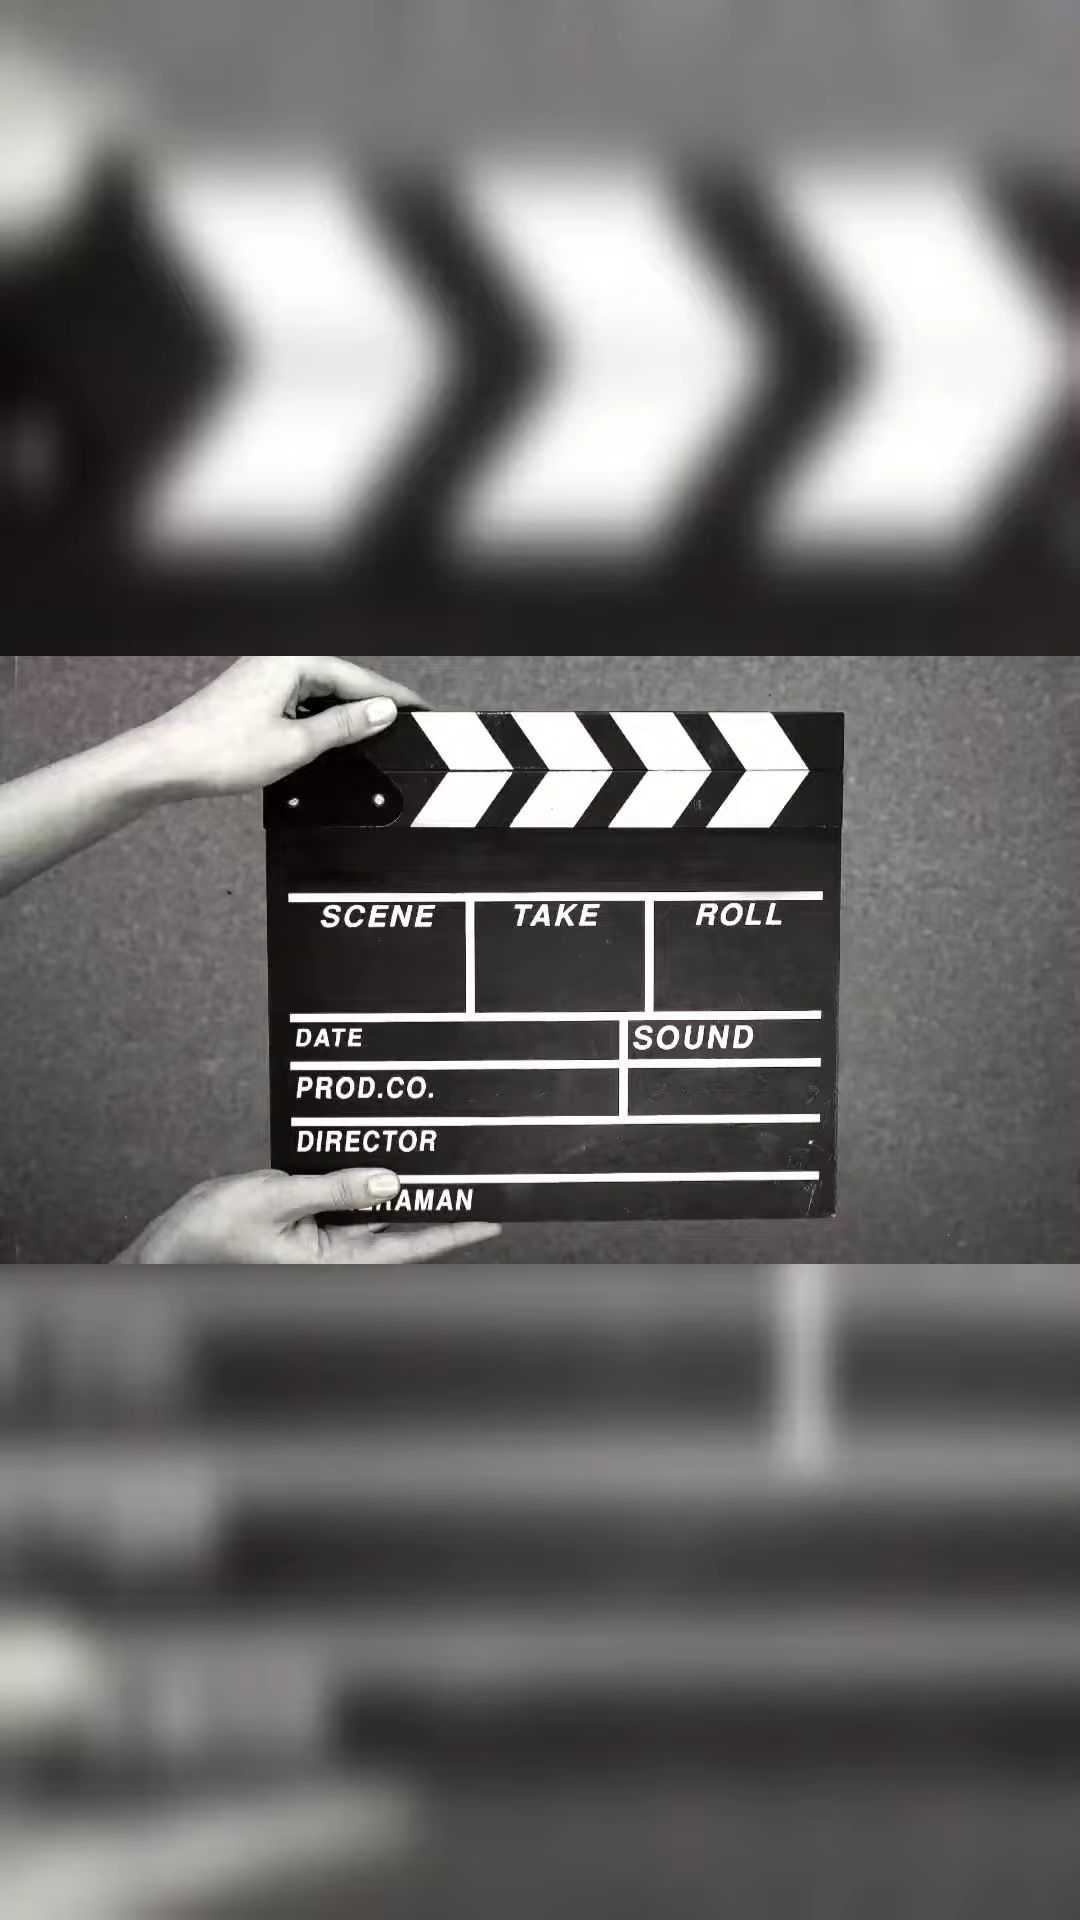 SCENE TAKE ROLL
DATE SOUND
PROD.CO.
DIRECTOR